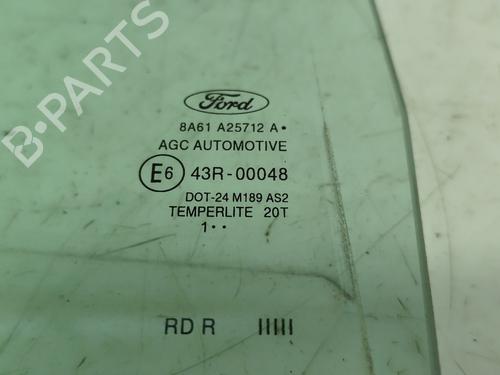 Ford
8A61 A25712 A•
AGC AUTOMOTIVE
E6 43R-00048
DOT-24 M189 AS2
TEMPERLITE 20T
1••
RD R IIIII
B-PARTS